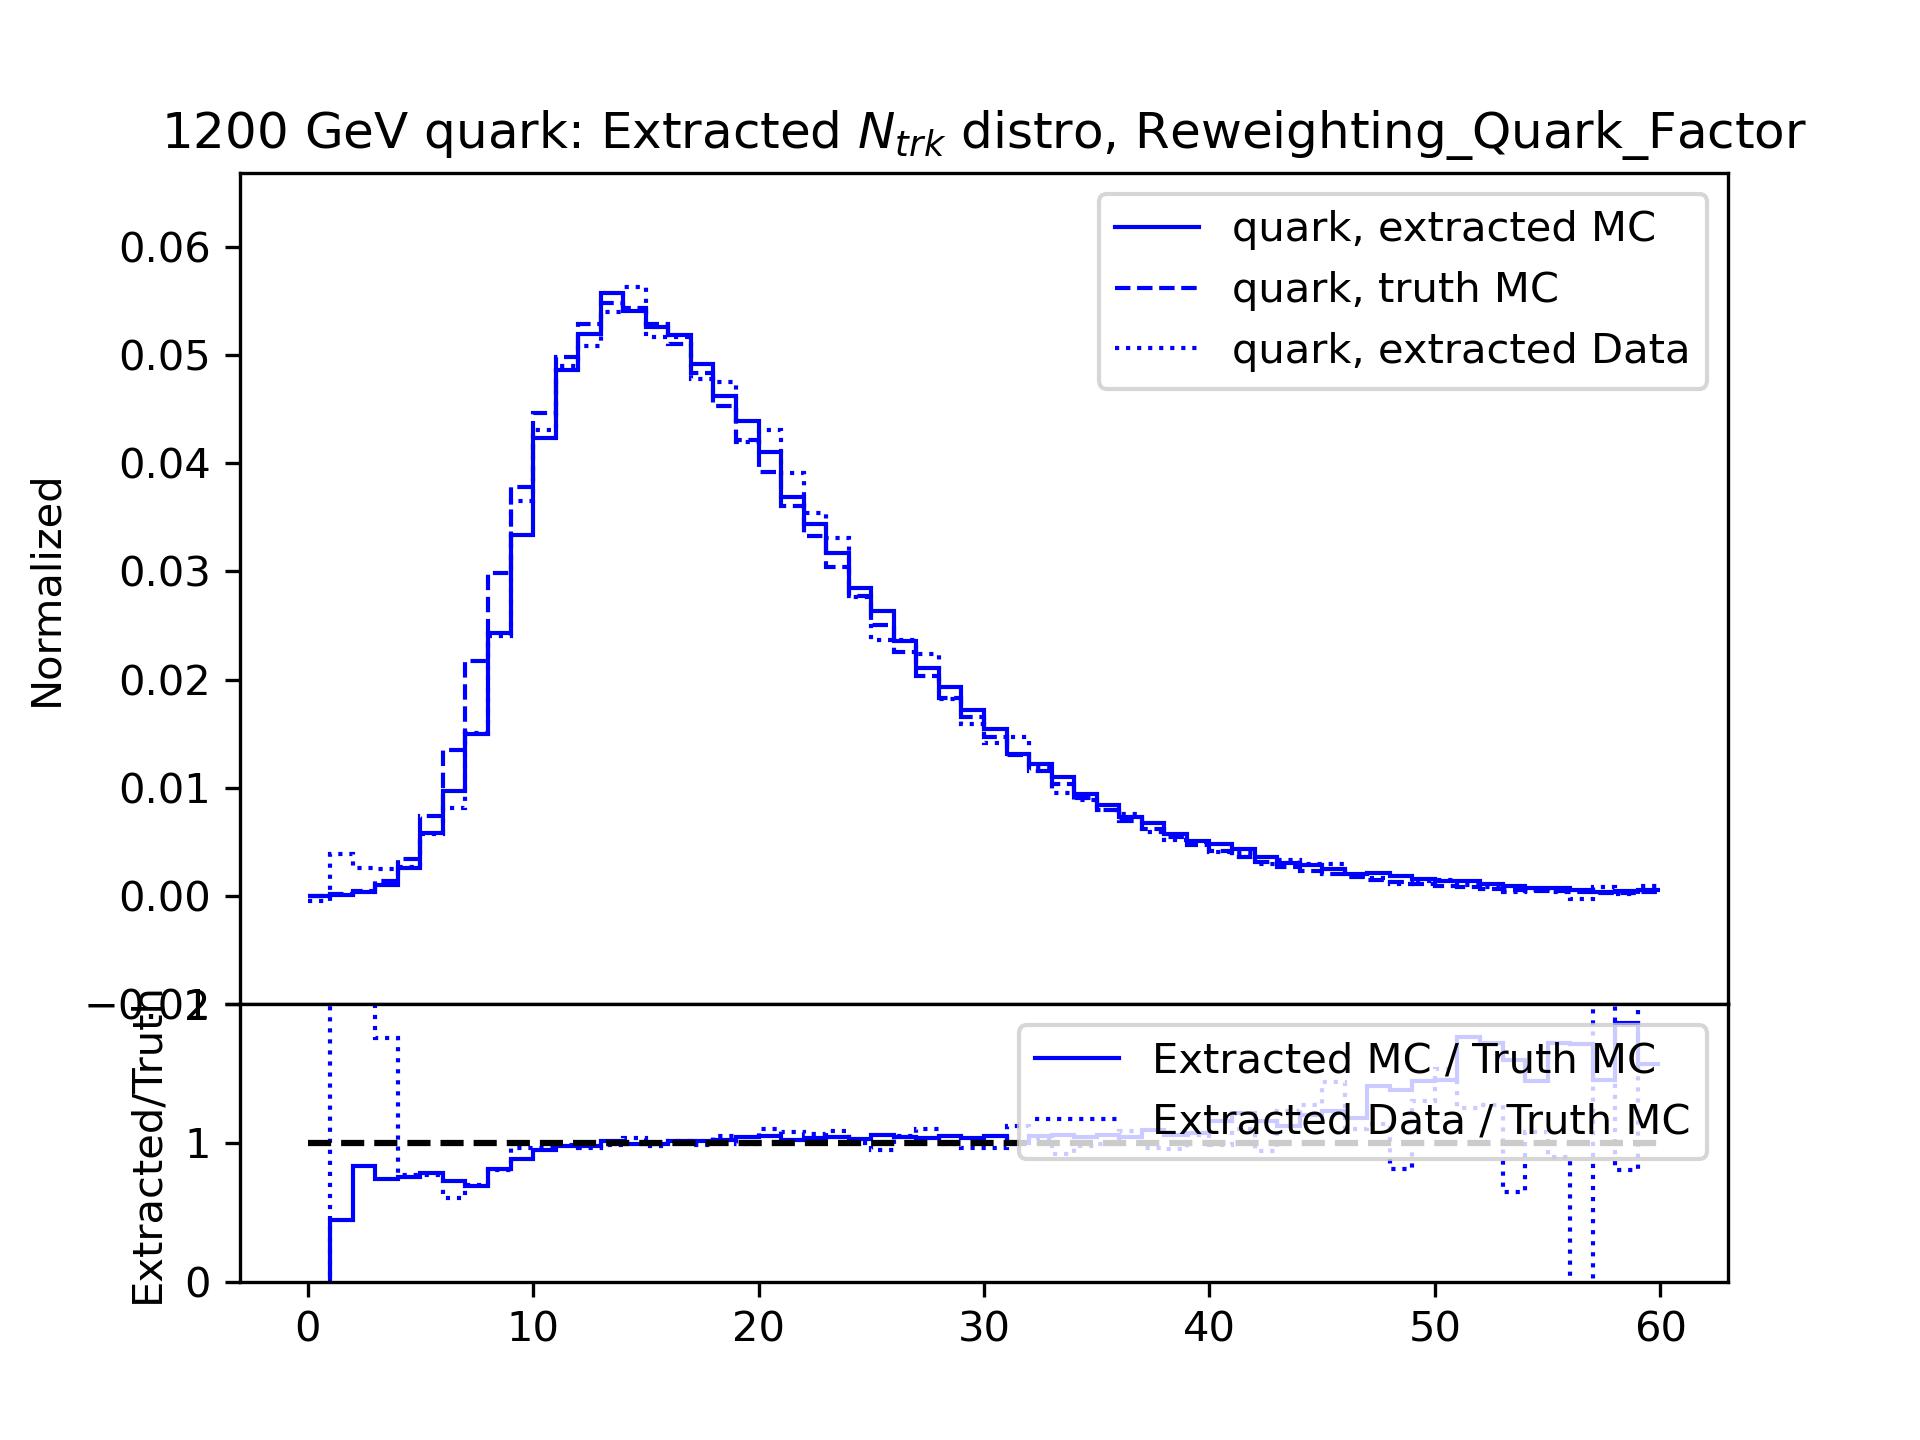 1200 GeV quark: Extracted N_trk distro, Reweighting_Quark_Factor
quark, extracted MC
quark, truth MC
quark, extracted Data
Normalized
0.06
0.05
0.04
0.03
0.02
0.01
0.00
−0.01
Extracted/Truth
2
1
0
Extracted MC / Truth MC
Extracted Data / Truth MC
0 10 20 30 40 50 60